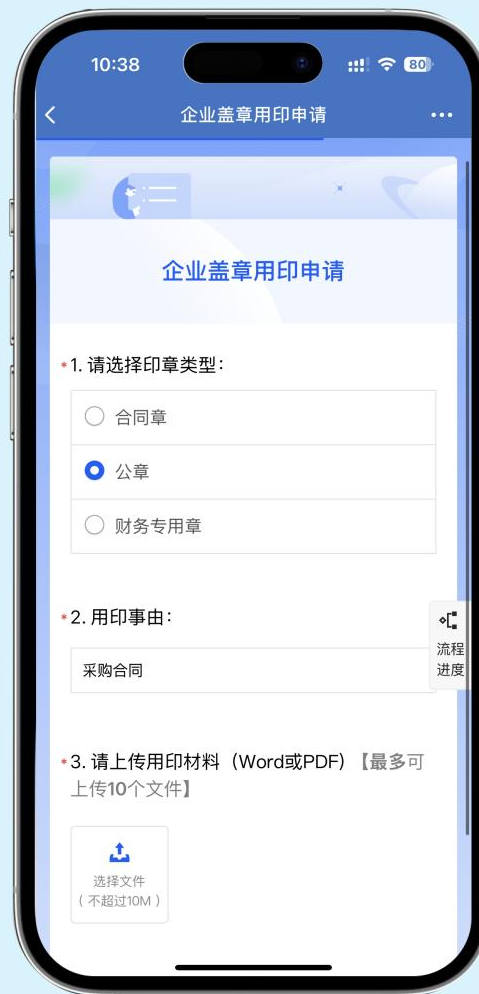 10:38
80
企业盖章用印申请
企业盖章用印申请
*1. 请选择印章类型：
合同章
公章
财务专用章
*2. 用印事由：
采购合同
流程
进度
*3. 请上传用印材料（Word或PDF）【最多可
上传10个文件】
选择文件
（不超过10M）